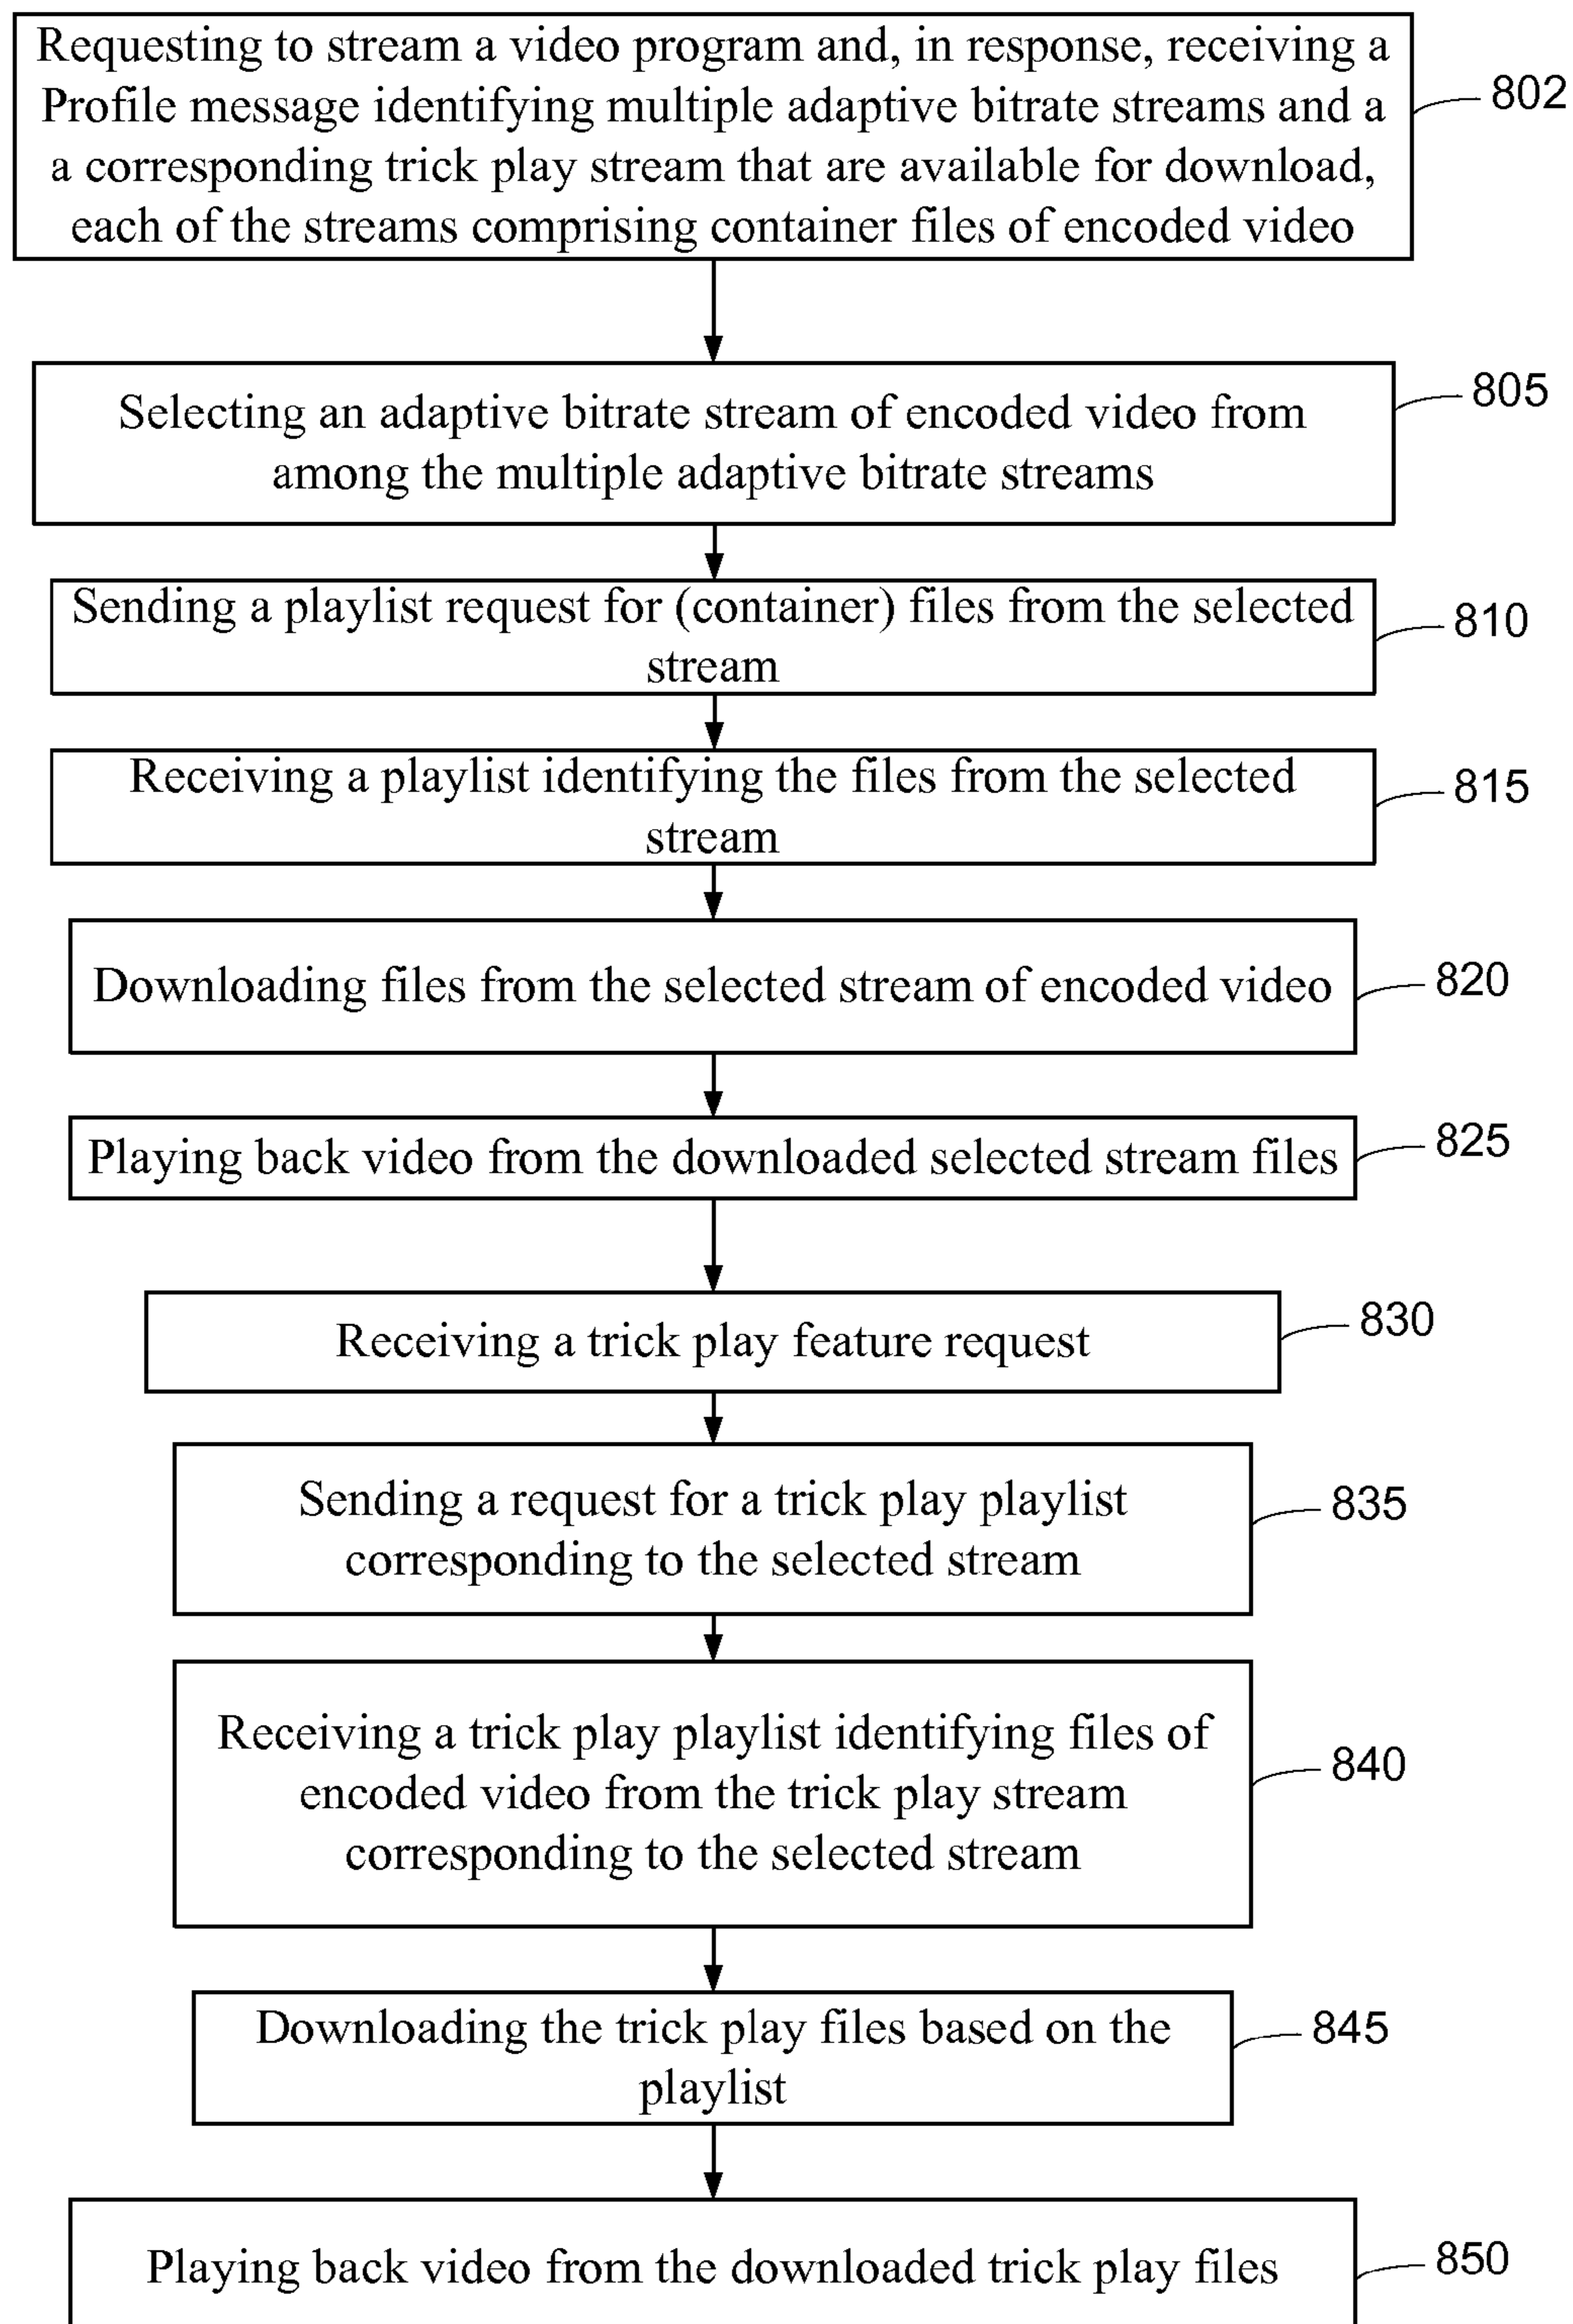 Requesting to stream a video program and, in response, receiving a
Profile message identifying multiple adaptive bitrate streams and a
a corresponding trick play stream that are available for download,
each of the streams comprising container files of encoded video
802
Selecting an adaptive bitrate stream of encoded video from
among the multiple adaptive bitrate streams
805
Sending a playlist request for (container) files from the selected
stream
810
Receiving a playlist identifying the files from the selected
stream
815
Downloading files from the selected stream of encoded video
820
Playing back video from the downloaded selected stream files
825
Receiving a trick play feature request
830
Sending a request for a trick play playlist
corresponding to the selected stream
835
Receiving a trick play playlist identifying files of
encoded video from the trick play stream
corresponding to the selected stream
840
Downloading the trick play files based on the
playlist
845
Playing back video from the downloaded trick play files
850